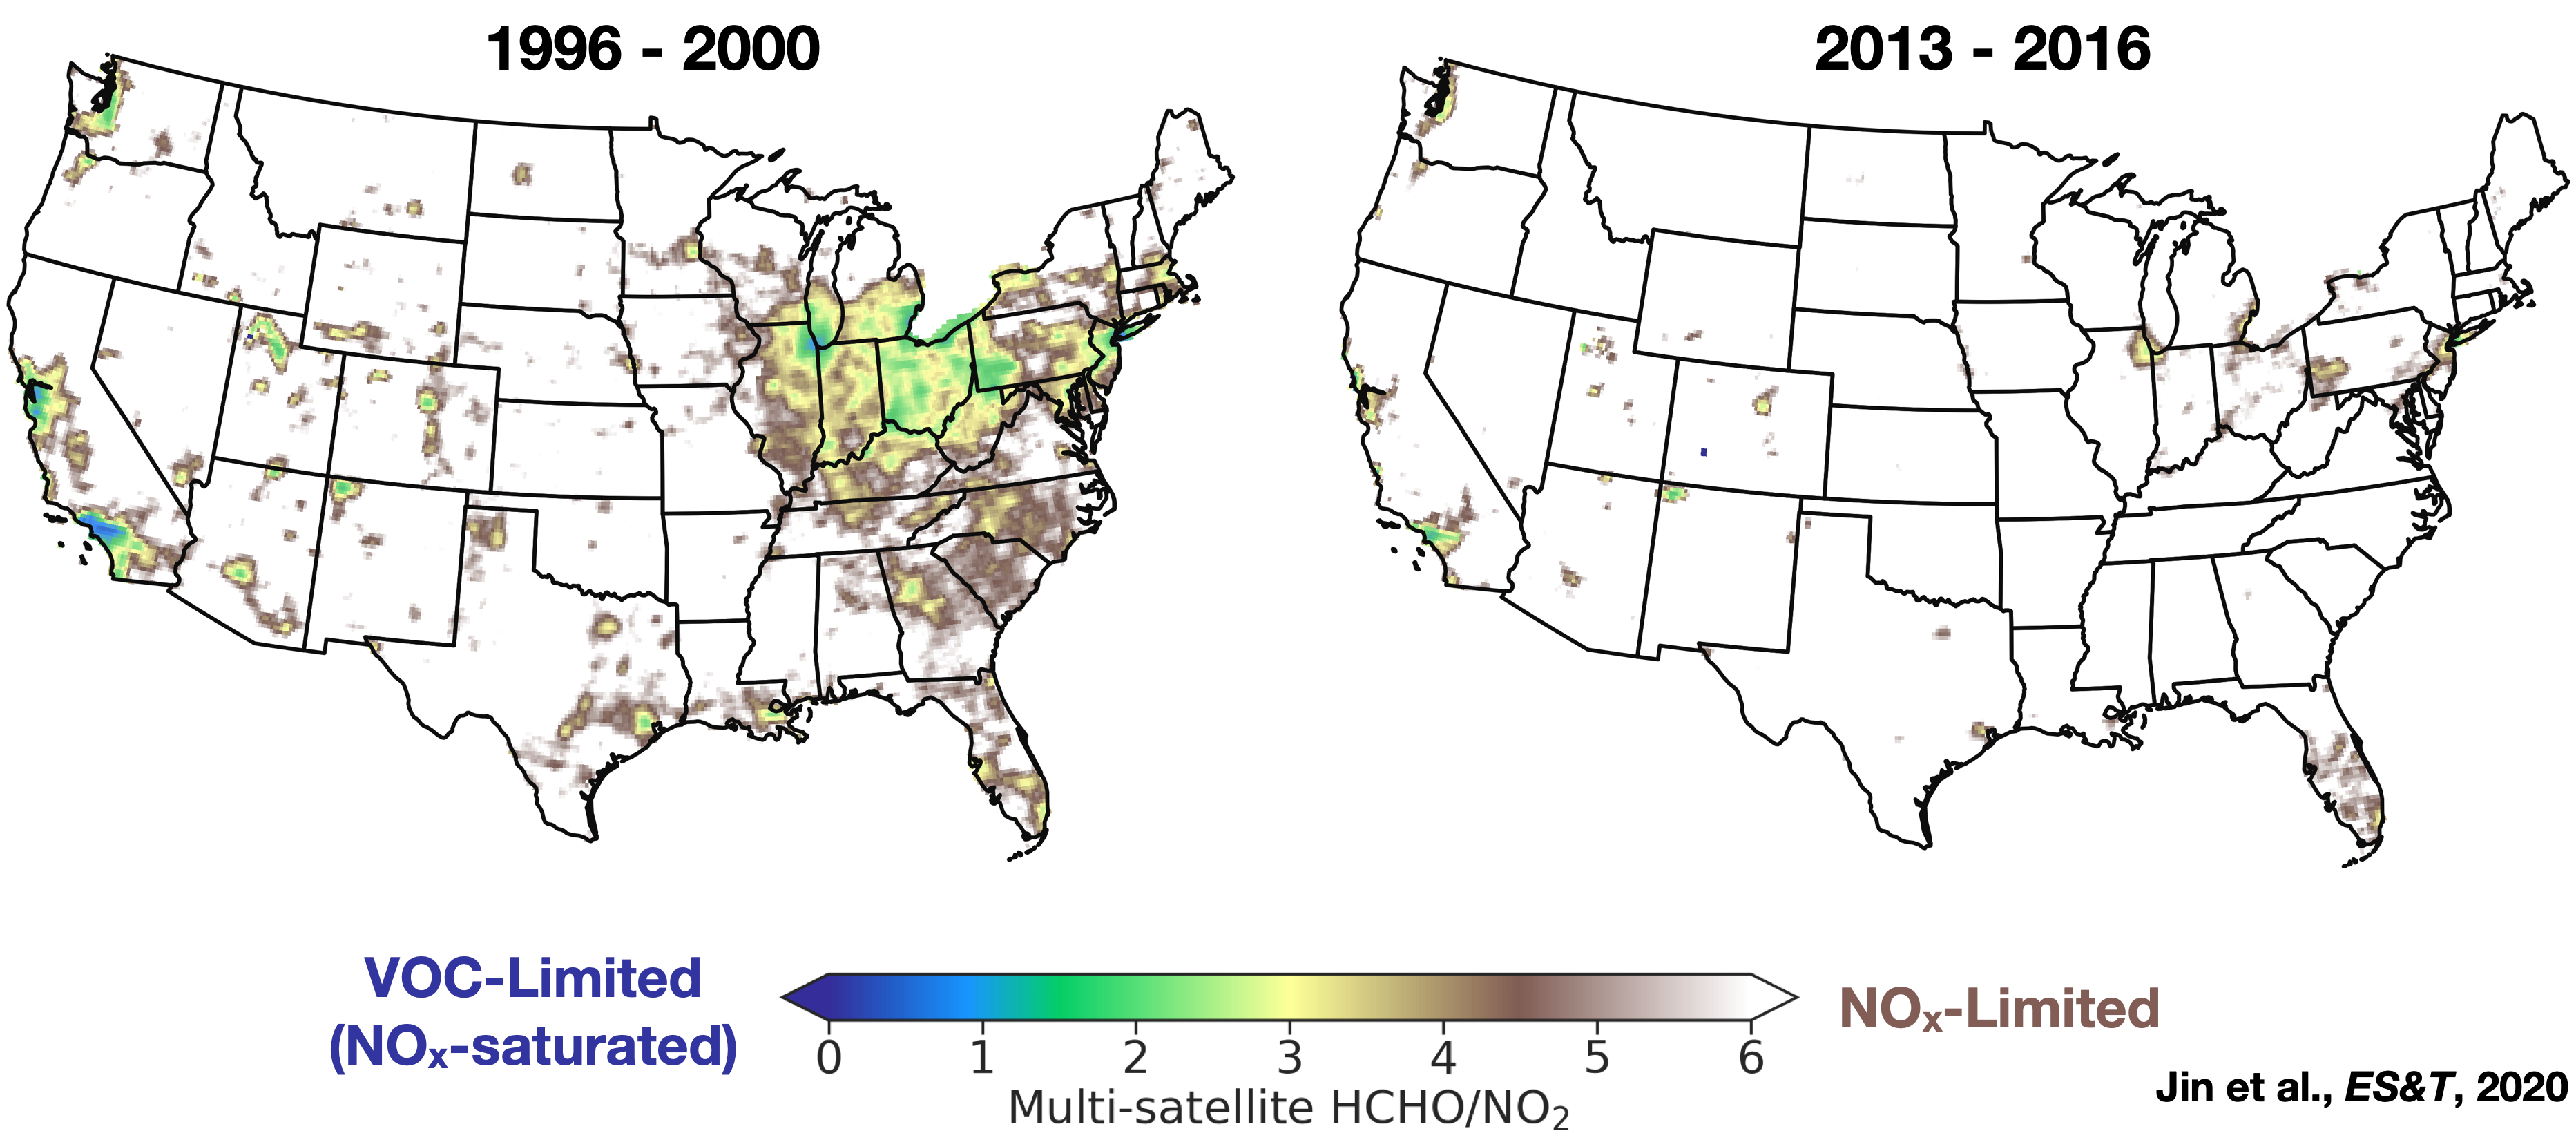 1996 - 2000
2013 - 2016
VOC-Limited
(NOₓ-saturated)
NOₓ-Limited
0 1 2 3 4 5 6
Multi-satellite HCHO/NO₂
Jin et al., ES&T, 2020